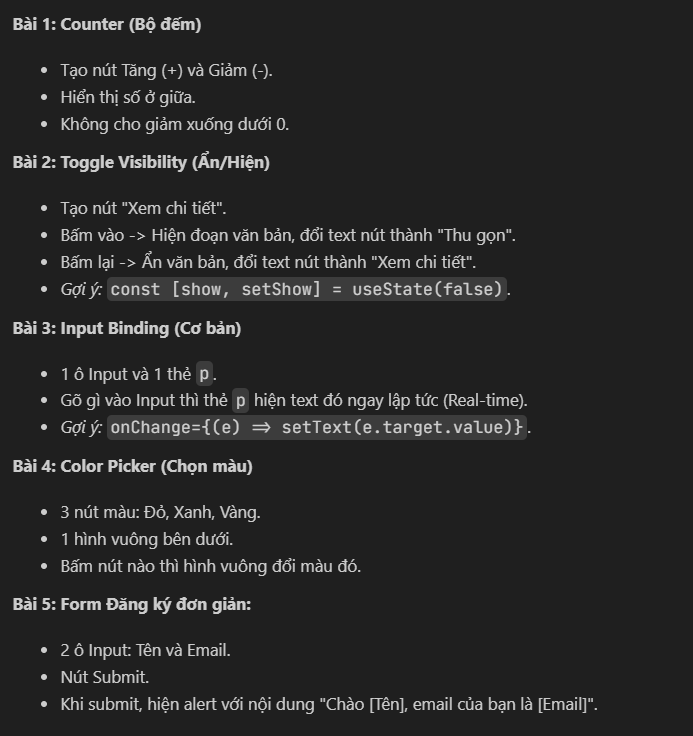 Bài 1: Counter (Bộ đếm)
• Tạo nút Tăng (+) và Giảm (-).
• Hiển thị số ở giữa.
• Không cho giảm xuống dưới 0.
Bài 2: Toggle Visibility (Ẩn/Hiện)
• Tạo nút "Xem chi tiết".
• Bấm vào -> Hiện đoạn văn bản, đổi text nút thành "Thu gọn".
• Bấm lại -> Ẩn văn bản, đổi text nút thành "Xem chi tiết".
• Gợi ý: const [show, setShow] = useState(false).
Bài 3: Input Binding (Cơ bản)
• 1 ô Input và 1 thẻ p.
• Gõ gì vào Input thì thẻ p hiện text đó ngay lập tức (Real-time).
• Gợi ý: onChange={(e) => setText(e.target.value)}.
Bài 4: Color Picker (Chọn màu)
• 3 nút màu: Đỏ, Xanh, Vàng.
• 1 hình vuông bên dưới.
• Bấm nút nào thì hình vuông đổi màu đó.
Bài 5: Form Đăng ký đơn giản:
• 2 ô Input: Tên và Email.
• Nút Submit.
• Khi submit, hiện alert với nội dung "Chào [Tên], email của bạn là [Email]".